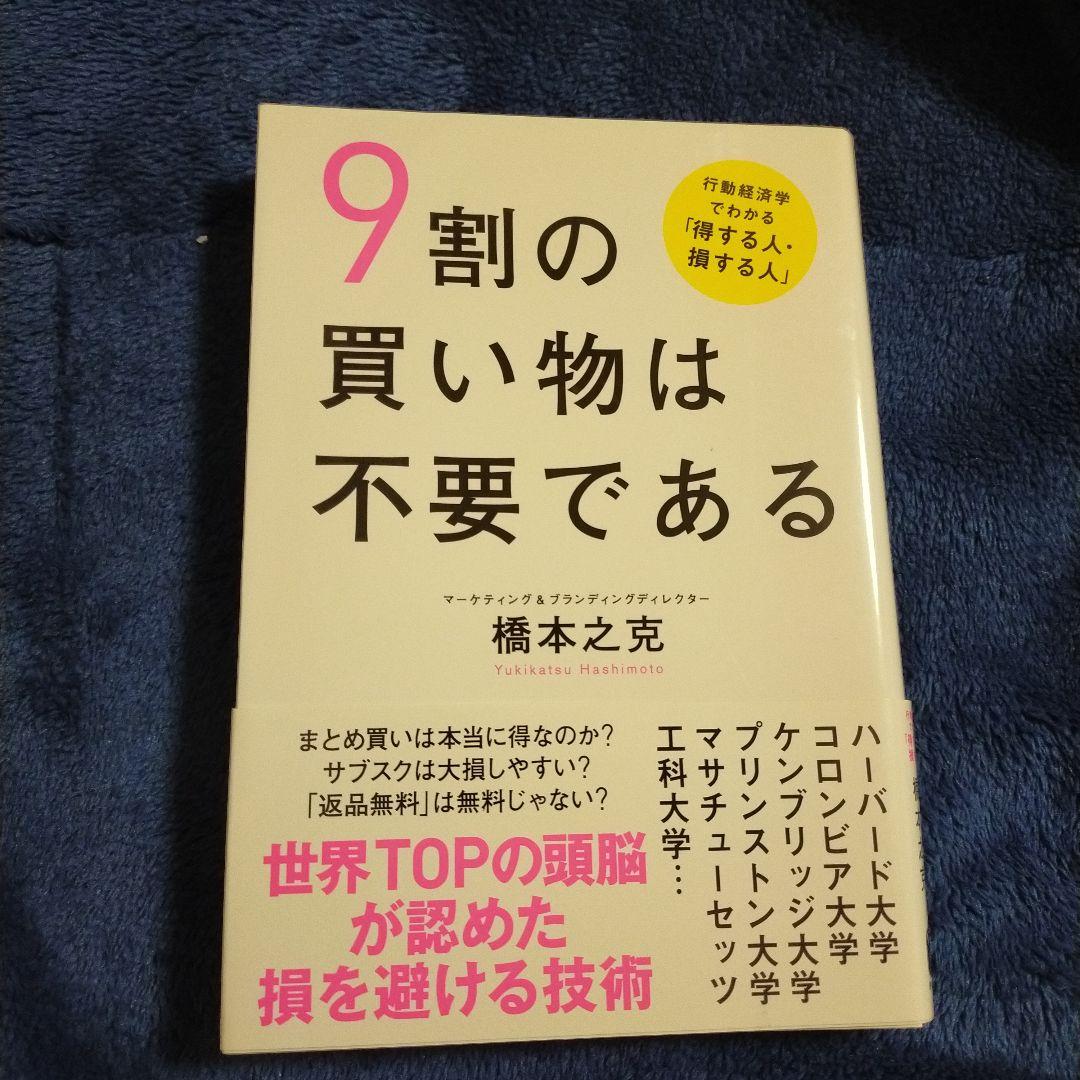 9割の
買い物は
不要である
行動経済学
でわかる
「得する人・
損する人」
マーケティング&ブランディングディレクター
橋本之克
Yukikatsu Hashimoto
まとめ買いは本当に得なのか?
サブスクは大損しやすい?
「返品無料」は無料じゃない?
世界TOPの頭脳
が認めた
損を避ける技術
ハーバード大学
コロンビア大学
ケンブリッジ大学
プリンストン大学
マサチューセッツ
工科大学…